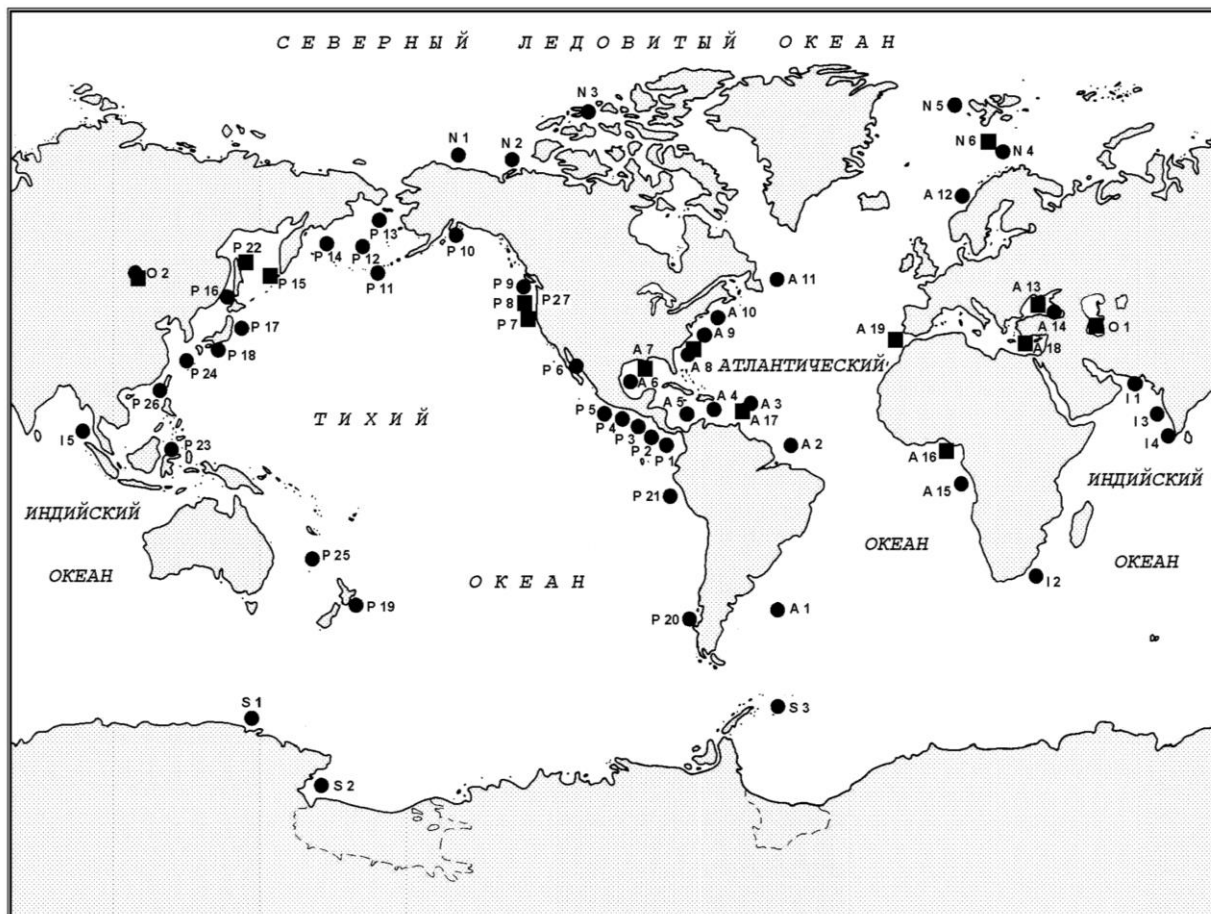 СЕВЕРНЫЙ ЛЕДОВИТЫЙ ОКЕАН
N 3
N 5
N 1
N 2
N 6
N 4
A 12
P 13
P 22
P 14
P 12
P 10
O 2
P 15
P 11
A 11
P 16
P 9
P 8
P 27
A 13
P 7
A 10
P 17
A 9
A 14
O 1
A 19
A 18
P 18
P 24
A 7
A 8
АТЛАНТИЧЕСКИЙ
P 6
A 6
P 26
I 1
A 4
A 3
ТИХИЙ
P 5
A 5
A 17
I 3
P 4
I 5
P 3
I 4
P 23
P 2
P 1
A 2
A 16
ИНДИЙСКИЙ
A 15
P 21
ИНДИЙСКИЙ
ОКЕАН
P 25
ОКЕАН
ОКЕАН
ОКЕАН
I 2
P 19
A 1
P 20
S 1
S 3
S 2